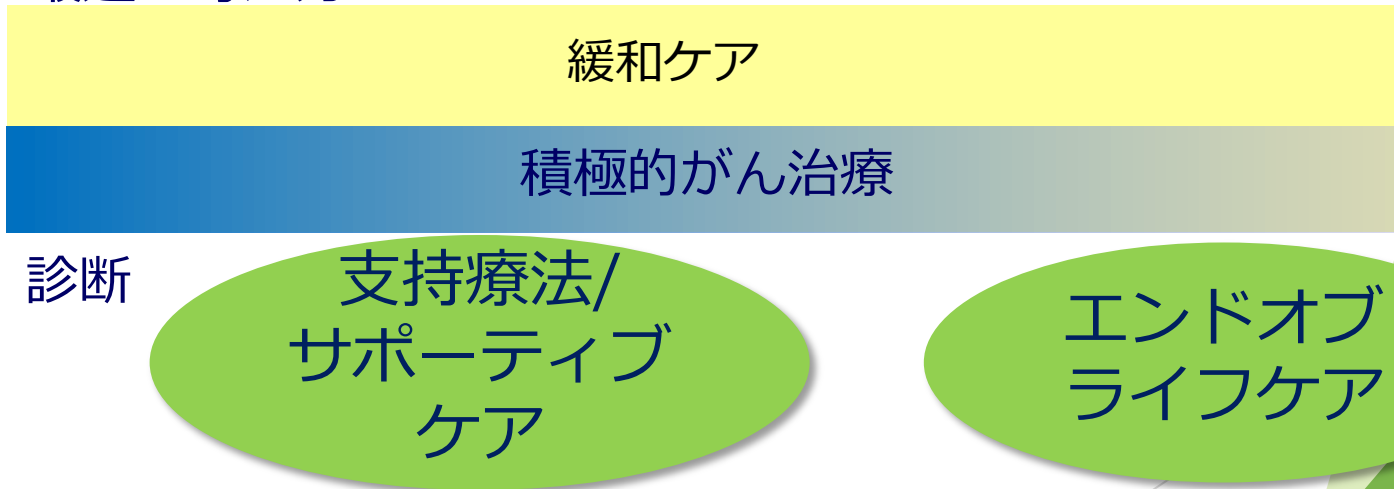 緩和ケア
積極的がん治療
診断
支持療法/
サポーティブ
ケア
エンドオブ
ライフケア